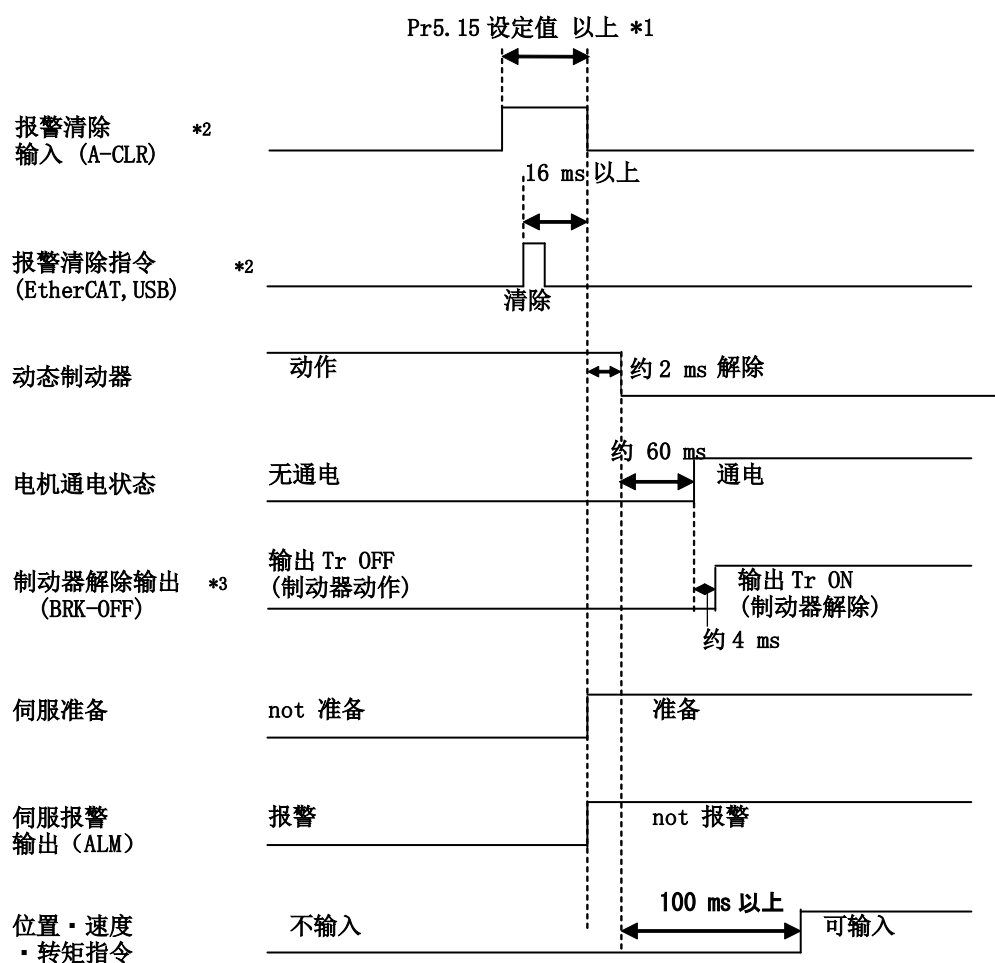 Pr5.15 设定值 以上 *1
报警清除 *2
输入 (A-CLR)
16 ms 以上
报警清除指令 *2
(EtherCAT,USB)
清除
动态制动器
动作
约 2 ms 解除
约 60 ms
电机通电状态
无通电
通电
制动器解除输出 *3
(BRK-OFF)
输出 Tr OFF
(制动器动作)
输出 Tr ON
(制动器解除)
约 4 ms
伺服准备
not 准备
准备
伺服报警
输出（ALM）
报警
not 报警
100 ms 以上
位置·速度
·转矩指令
不输入
可输入